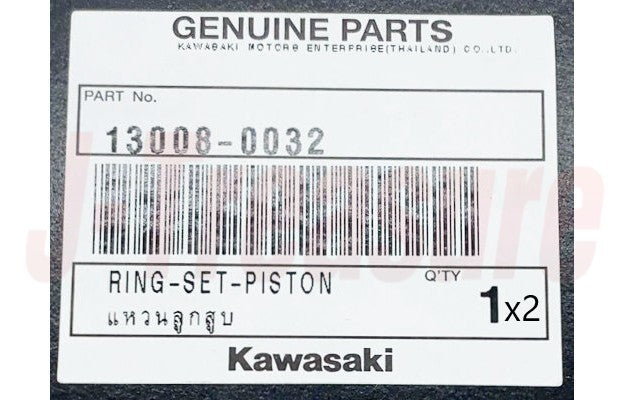 GENUINE PARTS
KAWASAKI MOTORS ENTERPRISE(THAILAND) CO.,LTD.
PART No.
13008-0032
RING-SET-PISTON
Q'TY
แหวนลูกสูบ
1x2
Kawasaki
J-Treasure